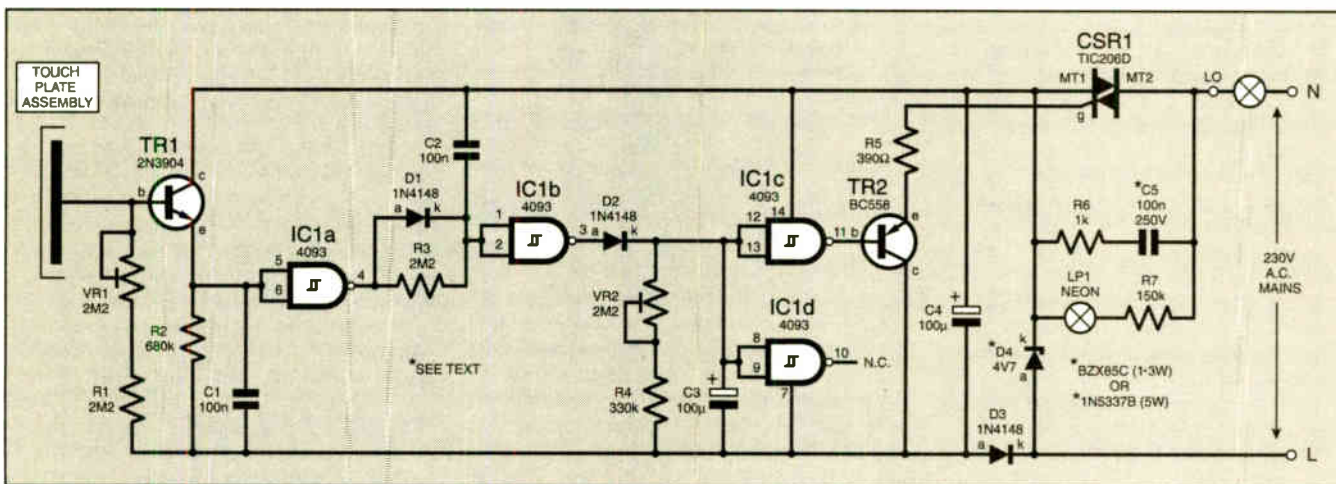 TOUCH
PLATE
ASSEMBLY
TR1
2N3904
b
c
e
VR1
2M2
R1
2M2
R2
680k
C1
100n
IC1a
4093
5
6
4
D1
1N4148
a
k
R3
2M2
C2
100n
*SEE TEXT
IC1b
4093
1
2
3
D2
1N4148
a
k
VR2
2M2
R4
330k
C3
100µ
+
IC1c
4093
12
14
13
11
IC1d
4093
8
9
10
7
N.C.
TR2
BC558
b
e
c
R5
390Ω
C4
100µ
+
CSR1
TIC206D
MT1
MT2
g
LO
N
R6
1k
*C5
100n
250V
LP1
NEON
R7
150k
*D4
4V7
k
a
*BZX85C (1·3W)
OR
*1N5337B (5W)
D3
1N4148
a
k
230V
A.C.
MAINS
L